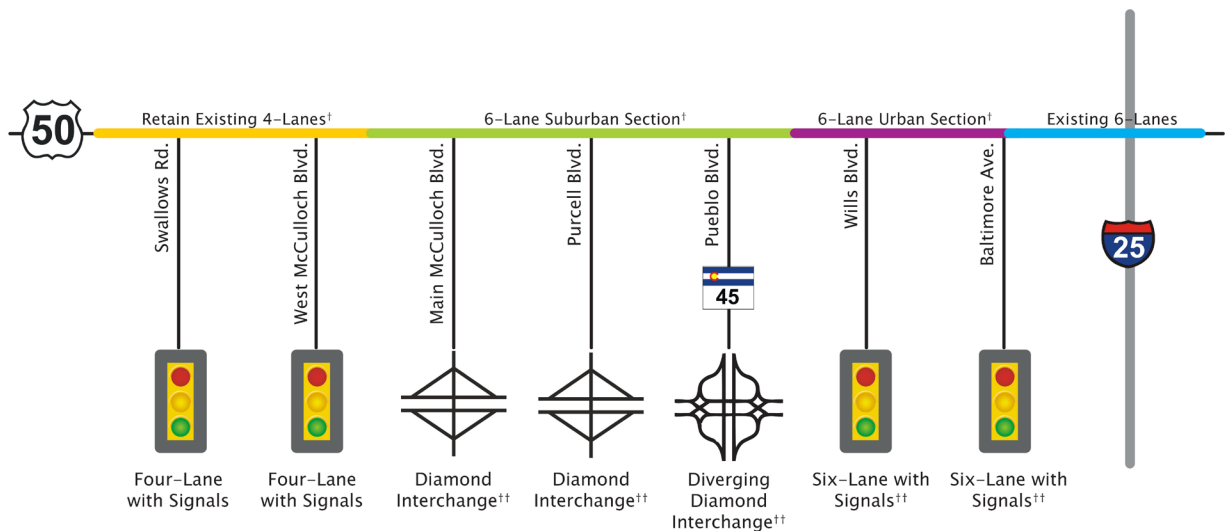 Retain Existing 4-Lanes†
6-Lane Suburban Section†
6-Lane Urban Section†
Existing 6-Lanes
50
Swallows Rd.
West McCulloch Blvd.
Main McCulloch Blvd.
Purcell Blvd.
Pueblo Blvd.
Wills Blvd.
Baltimore Ave.
25
45
Four-Lane
with Signals
Four-Lane
with Signals
Diamond
Interchange††
Diamond
Interchange††
Diverging
Diamond
Interchange††
Six-Lane with
Signals††
Six-Lane with
Signals††